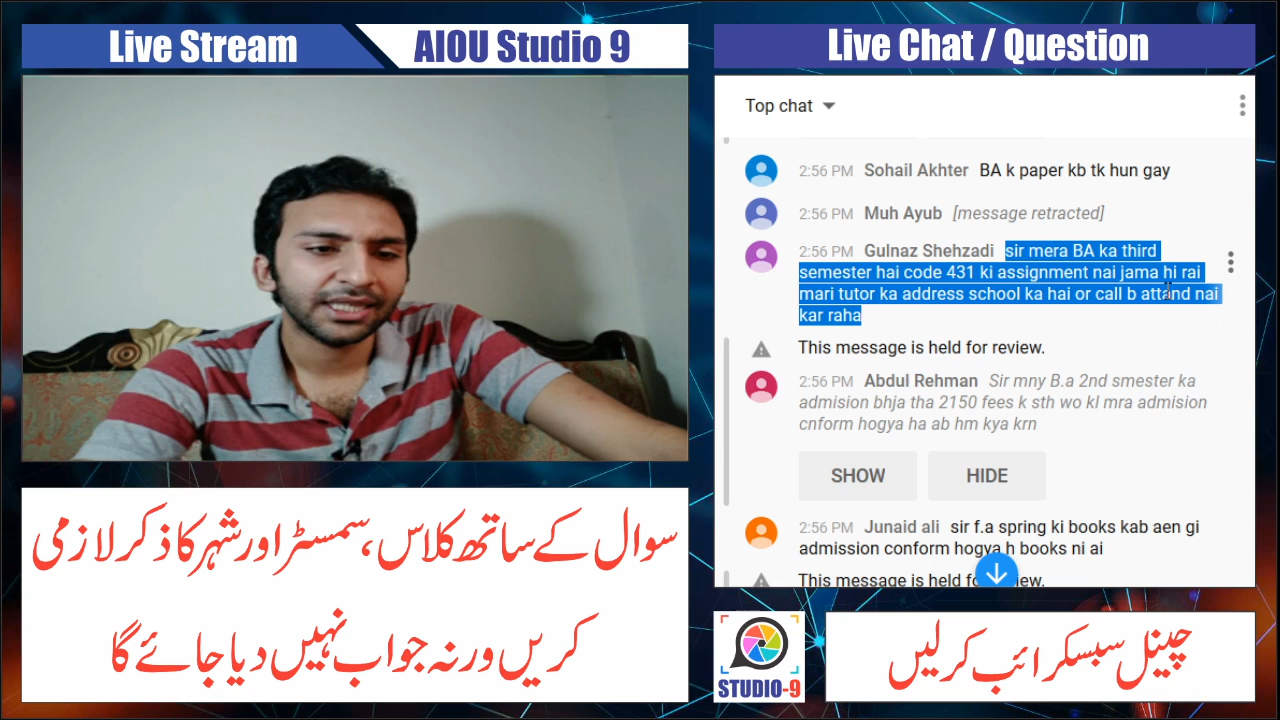 Live Stream
AIOU Studio 9
سوال کے ساتھ کلاس، سمسٹر اور شہر کا ذکر لازمی
کریں ورنہ جواب نہیں دیا جائے گا
Live Chat / Question
Top chat
2:56 PM Sohail Akhter BA k paper kb tk hun gay
2:56 PM Muh Ayub [message retracted]
2:56 PM Gulnaz Shehzadi sir mera BA ka third
semester hai code 431 ki assignment nai jama hi rai
mari tutor ka address school ka hai or call b attand nai
kar raha
This message is held for review.
2:56 PM Abdul Rehman Sir mny B.a 2nd smester ka
admision bhja tha 2150 fees k sth wo kl mra admision
cnform hogya ha ab hm kya krn
SHOW HIDE
2:56 PM Junaid ali sir f.a spring ki books kab aen gi
admission conform hogya h books ni ai
This message is held for review.
STUDIO-9
چینل سبسکرائب کر لیں